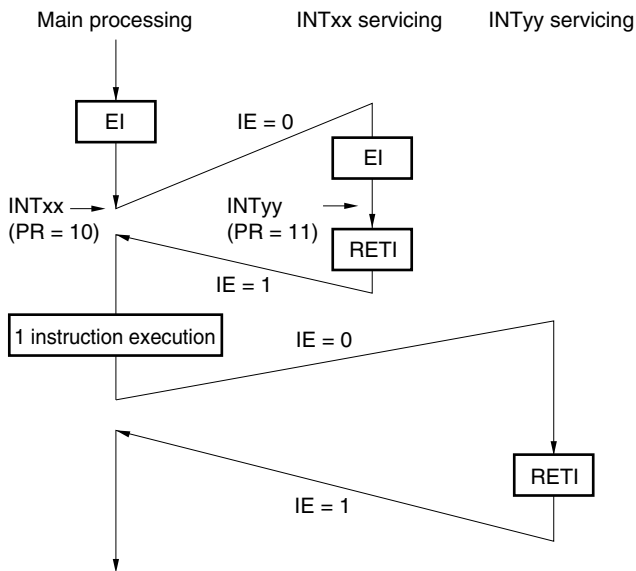 Main processing
INTxx servicing
INTyy servicing
EI
IE = 0
EI
INTxx
(PR = 10)
INTyy
(PR = 11)
RETI
IE = 1
1 instruction execution
IE = 0
RETI
IE = 1